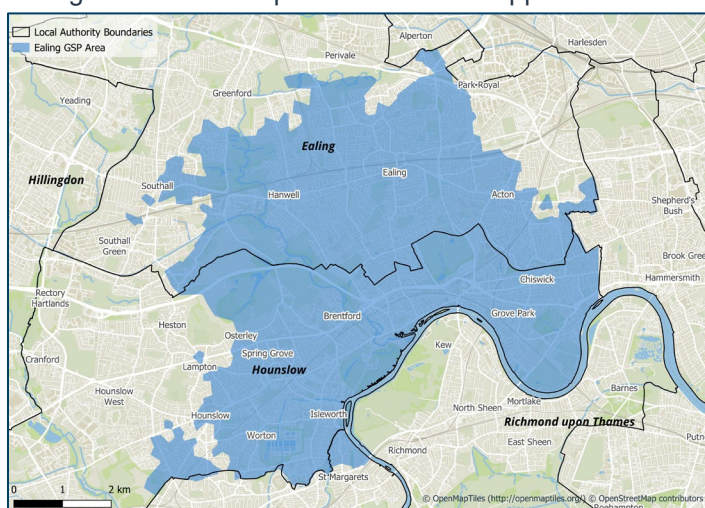 Local Authority Boundaries
Ealing GSP Area
Alperton
Perivale
Harlesden
Greenford
Park Royal
Yeading
Ealing
Hillingdon
Ealing
Southall
Hanwell
Acton
Shepherd's
Bush
Southall
Green
Brook Gree
Chiswick
Hammersmith
Rectory
Hartlands
Brentford
Grove Park
Heston
Osterley
Kew
Spring Grove
Cranford
Lampton
Hounslow
Barnes
Hounslow
West
Hounslow
Isleworth
North Sheen
Mortlake
Richmond upon Thames
Worton
East Sheen
Putn
Richmond
St Margarets
0 1 2 km
© OpenMapTiles (http://openmaptiles.org/) © OpenStreetMap contributors